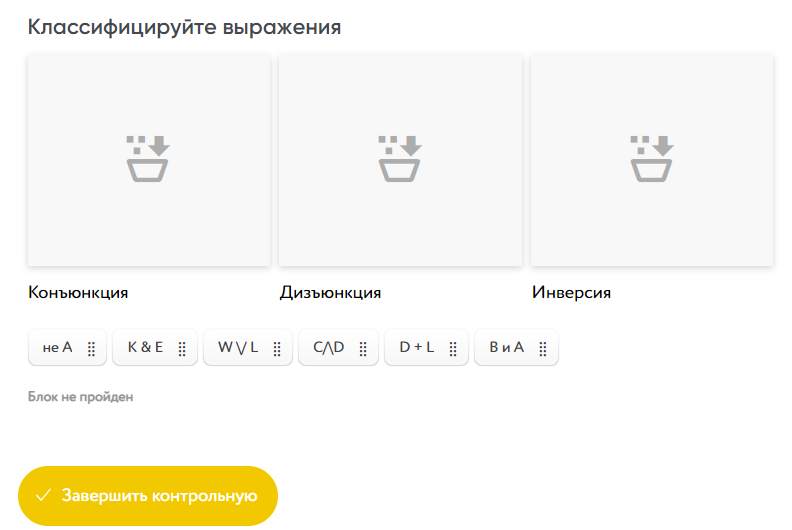 Классифицируйте выражения
Конъюнкция Дизъюнкция Инверсия
не A K & E W \/ L C/\D D + L B и A
Блок не пройден
Завершить контрольную